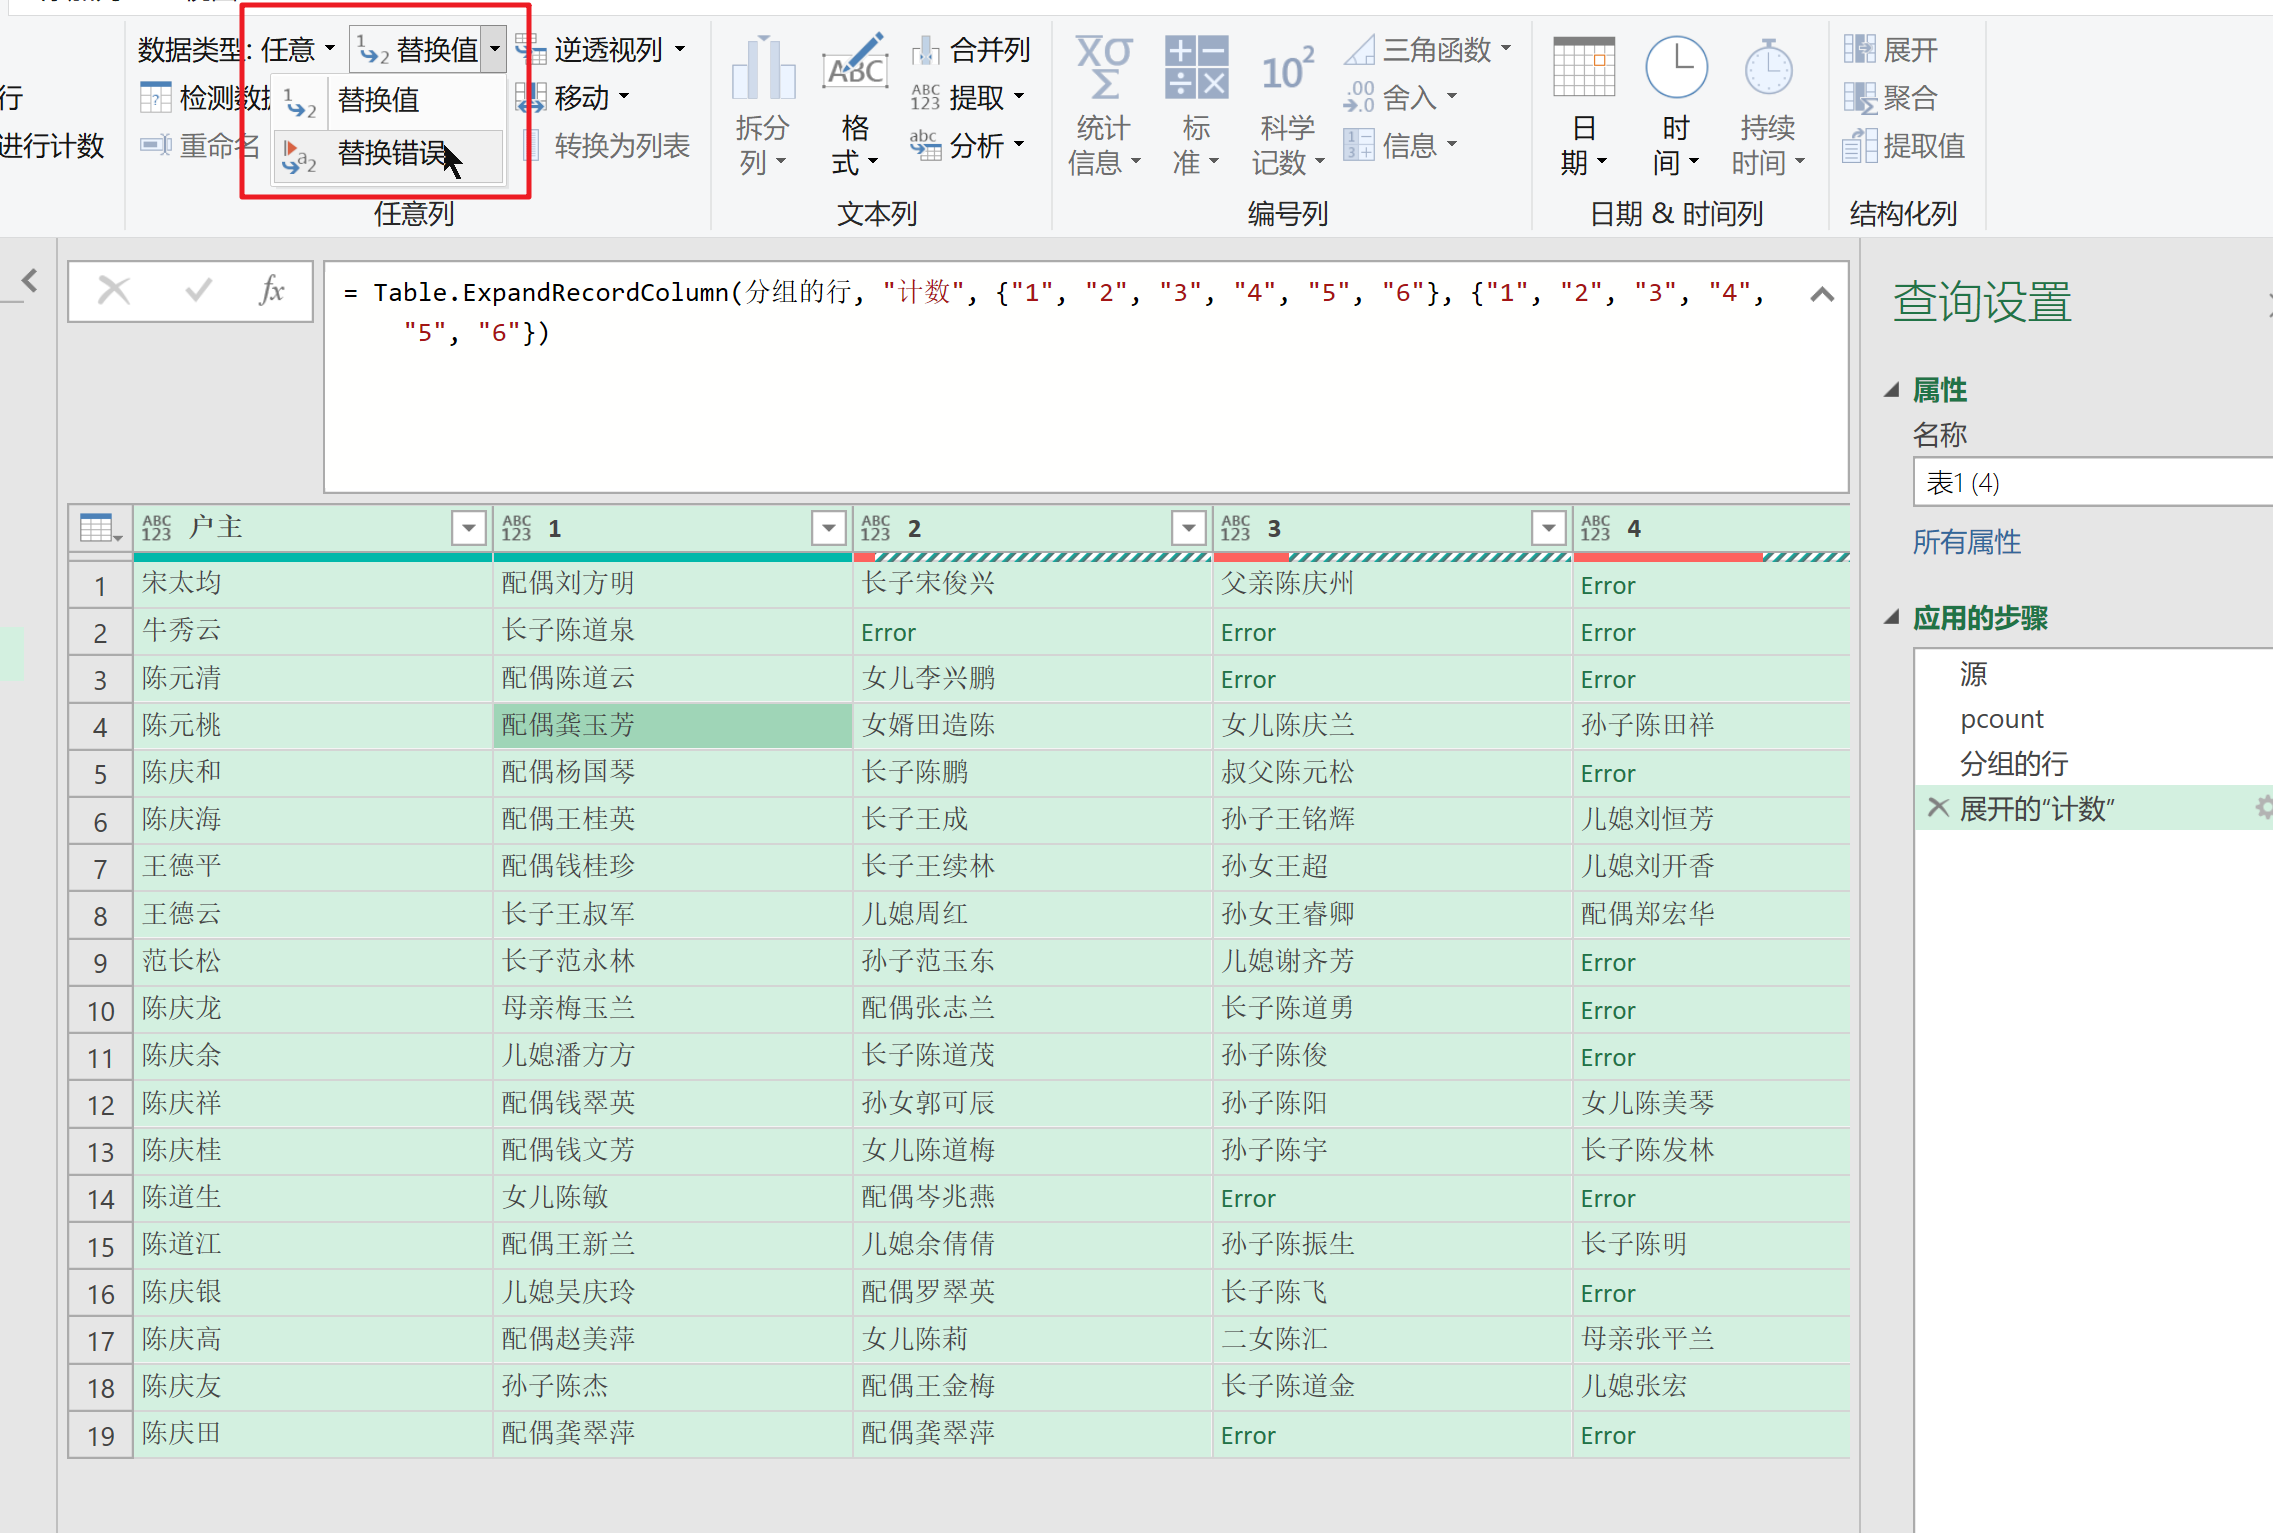 数据类型: 任意
替换值
逆透视列
合并列
三角函数
展开
行
检测数据
替换值
移动
ABC
123 提取
.00
.0 舍入
聚合
进行计数
重命名
替换错误
转换为列表
拆分
列
格
式
分析
统计
信息
标
准
科学
记数
信息
日
期
时
间
持续
时间
提取值
任意列
文本列
编号列
日期 & 时间列
结构化列
fx
= Table.ExpandRecordColumn(分组的行, "计数", {"1", "2", "3", "4", "5", "6"}, {"1", "2", "3", "4",
"5", "6"})
查询设置
属性
名称
表1 (4)
所有属性
应用的步骤
源
pcount
分组的行
展开的“计数”
ABC 123 户主 ABC 123 1 ABC 123 2 ABC 123 3 ABC 123 4
1 宋太均 配偶刘方明 长子宋俊兴 父亲陈庆州 Error
2 牛秀云 长子陈道泉 Error Error Error
3 陈元清 配偶陈道云 女儿李兴鹏 Error Error
4 陈元桃 配偶龚玉芳 女婿田造陈 女儿陈庆兰 孙子陈田祥
5 陈庆和 配偶杨国琴 长子陈鹏 叔父陈元松 Error
6 陈庆海 配偶王桂英 长子王成 孙子王铭辉 儿媳刘恒芳
7 王德平 配偶钱桂珍 长子王续林 孙女王超 儿媳刘开香
8 王德云 长子王叔军 儿媳周红 孙女王睿卿 配偶郑宏华
9 范长松 长子范永林 孙子范玉东 儿媳谢齐芳 Error
10 陈庆龙 母亲梅玉兰 配偶张志兰 长子陈道勇 Error
11 陈庆余 儿媳潘方方 长子陈道茂 孙子陈俊 Error
12 陈庆祥 配偶钱翠英 孙女郭可辰 孙子陈阳 女儿陈美琴
13 陈庆桂 配偶钱文芳 女儿陈道梅 孙子陈宇 长子陈发林
14 陈道生 女儿陈敏 配偶岑兆燕 Error Error
15 陈道江 配偶王新兰 儿媳余倩倩 孙子陈振生 长子陈明
16 陈庆银 儿媳吴庆玲 配偶罗翠英 长子陈飞 Error
17 陈庆高 配偶赵美萍 女儿陈莉 二女陈汇 母亲张平兰
18 陈庆友 孙子陈杰 配偶王金梅 长子陈道金 儿媳张宏
19 陈庆田 配偶龚翠萍 配偶龚翠萍 Error Error